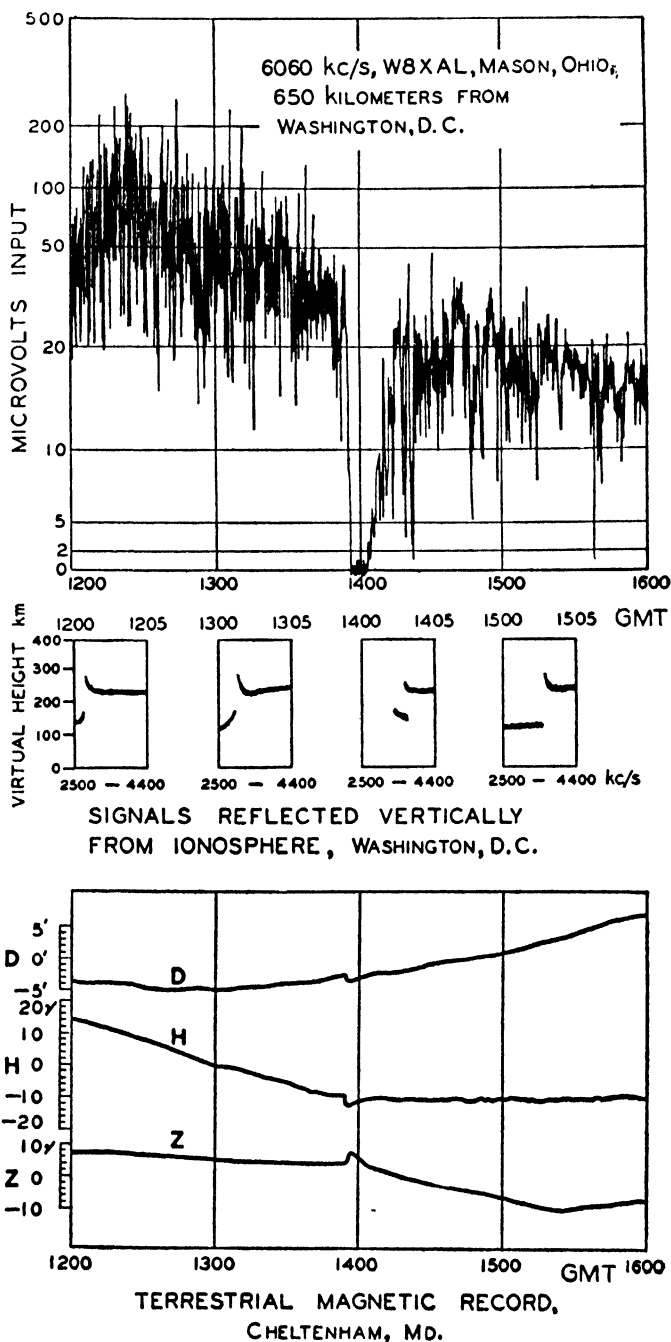 500
6060 kc/s, W8XAL, MASON, OHIO,
650 KILOMETERS FROM
WASHINGTON, D.C.
200
100
50
20
10
5
2
0
MICROVOLTS INPUT
1200 1300 1400 1500 1600
1200 1205 1300 1305 1400 1405 1500 1505 GMT
VIRTUAL HEIGHT km
400
300
200
100
0
2500 — 4400 2500 — 4400 2500 — 4400 2500 — 4400 kc/s
SIGNALS REFLECTED VERTICALLY
FROM IONOSPHERE, WASHINGTON, D.C.
5'
D 0' D
-5'
20γ
10 H
H 0
-10
-20
10γ Z
Z 0
-10
1200 1300 1400 1500 1600
GMT
TERRESTRIAL MAGNETIC RECORD,
CHELTENHAM, MD.